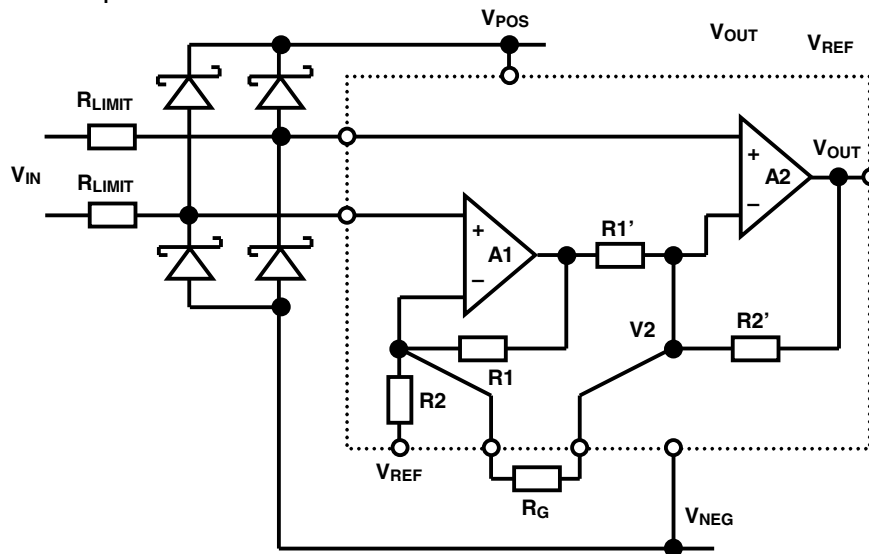 VPOS
VOUT
VREF
RLIMIT
VIN
RLIMIT
+
−
A1
+
−
A2
VOUT
R1'
R1
R2
V2
R2'
VREF
RG
VNEG